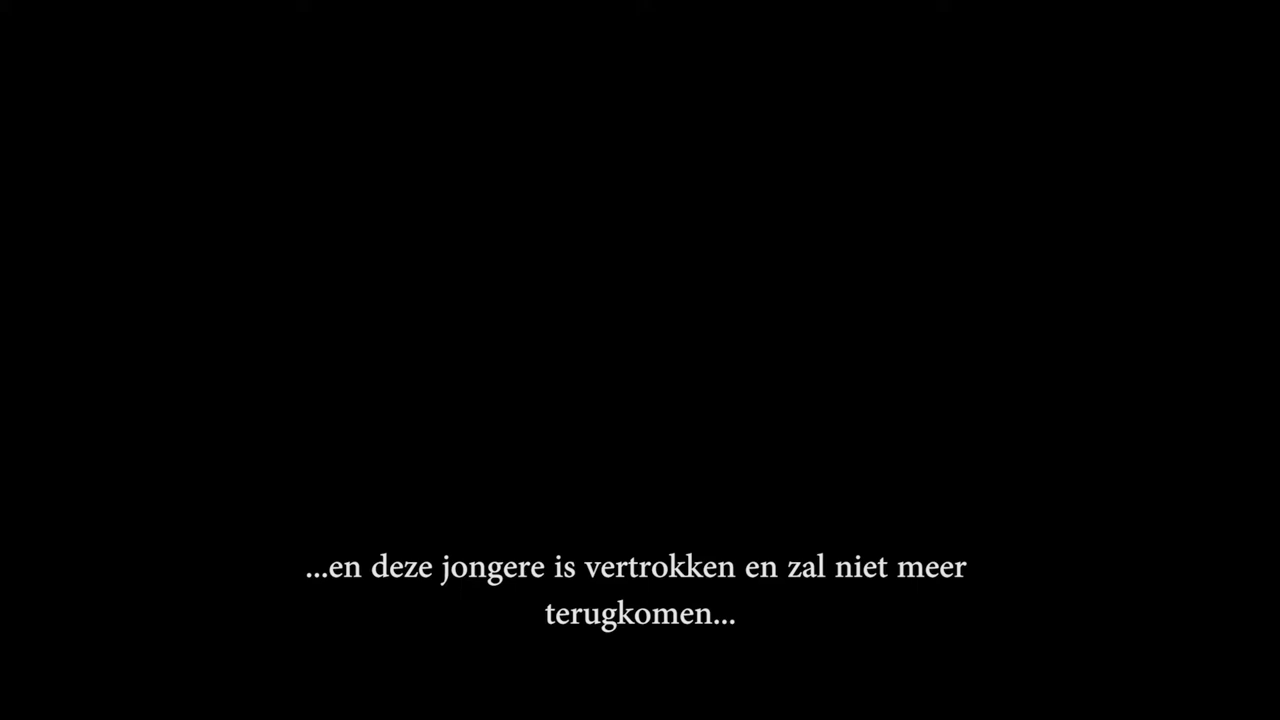 ...en deze jongere is vertrokken en zal niet meer
terugkomen...